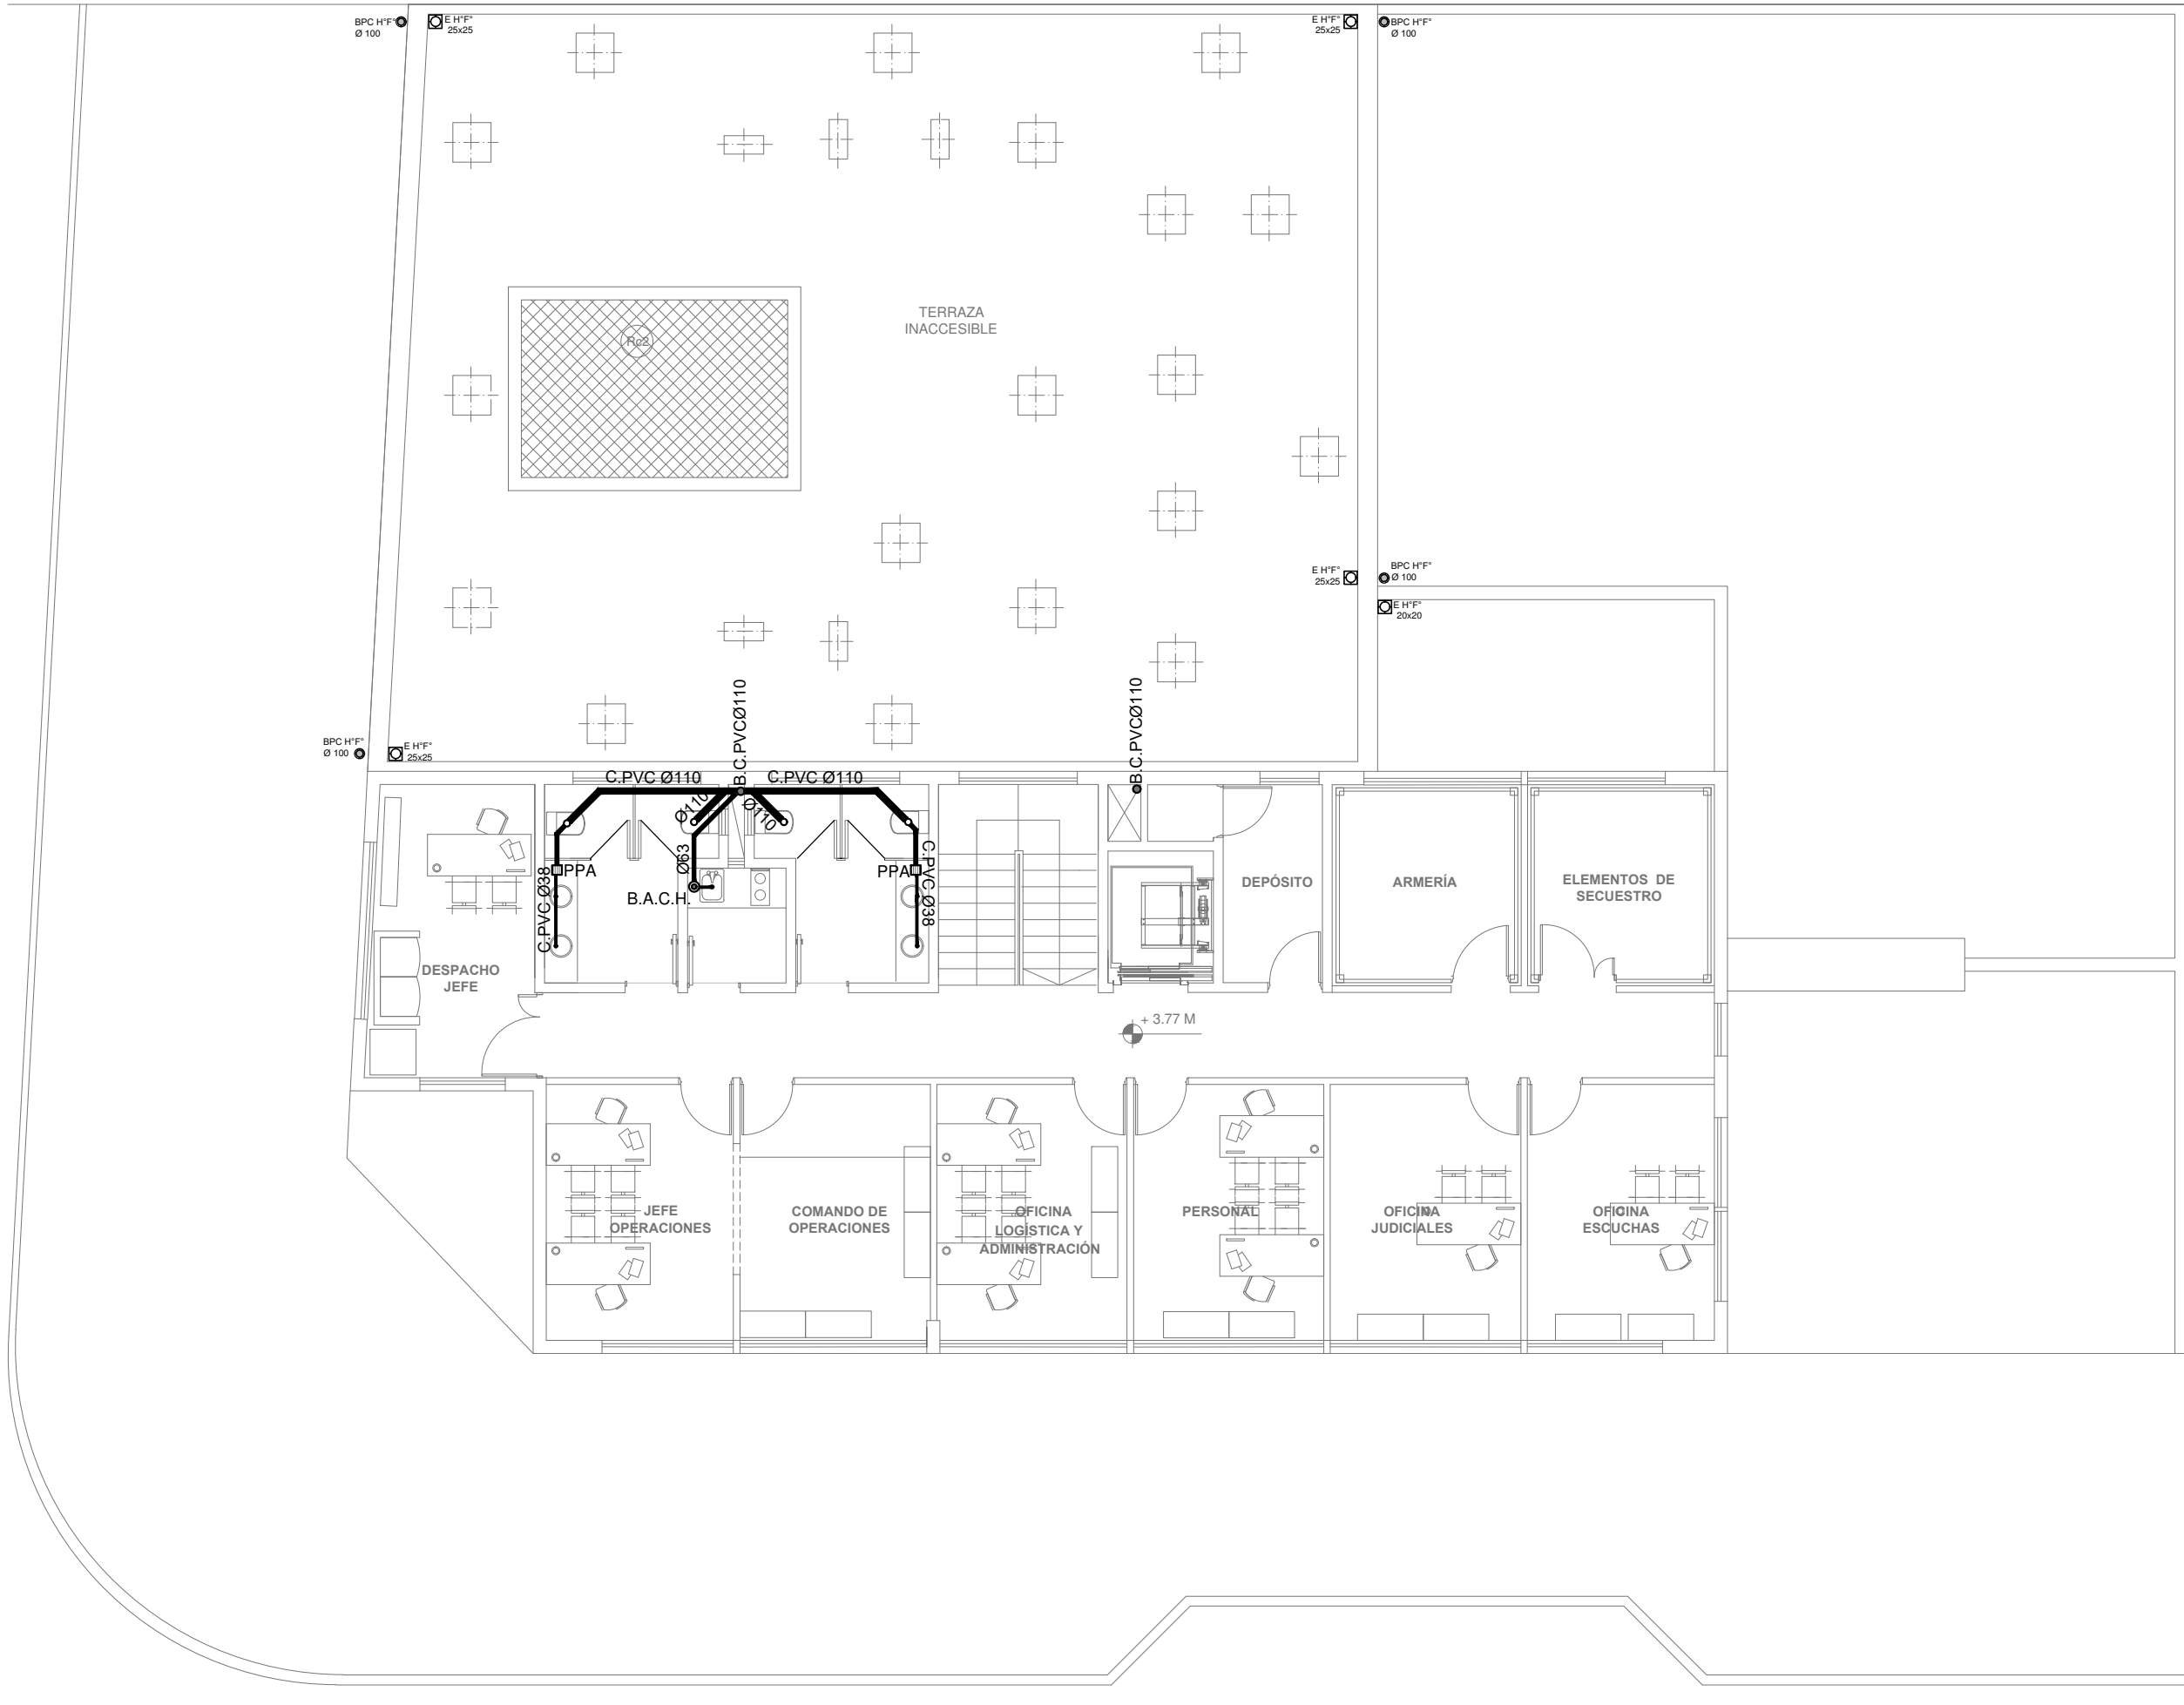 BPC H°F°
Ø 100
E H°F°
25x25
E H°F°
25x25
BPC H°F°
Ø 100
TERRAZA
INACCESIBLE
Rc2
E H°F°
25x25
BPC H°F°
Ø 100
E H°F°
20x20
BPC H°F°
Ø 100
E H°F°
25x25
B.C.PVCØ110
B.C.PVCØ110
C.PVC Ø110
C.PVC Ø110
Ø110
Ø110
Ø63
PPA
PPA
C.PVC Ø38
C.PVC Ø38
B.A.C.H.
DEPÓSITO
ARMERÍA
ELEMENTOS DE
SECUESTRO
DESPACHO
JEFE
+ 3.77 M
JEFE
OPERACIONES
COMANDO DE
OPERACIONES
OFICINA
LOGÍSTICA Y
ADMINISTRACIÓN
PERSONAL
OFICINA
JUDICIALES
OFICINA
ESCUCHAS